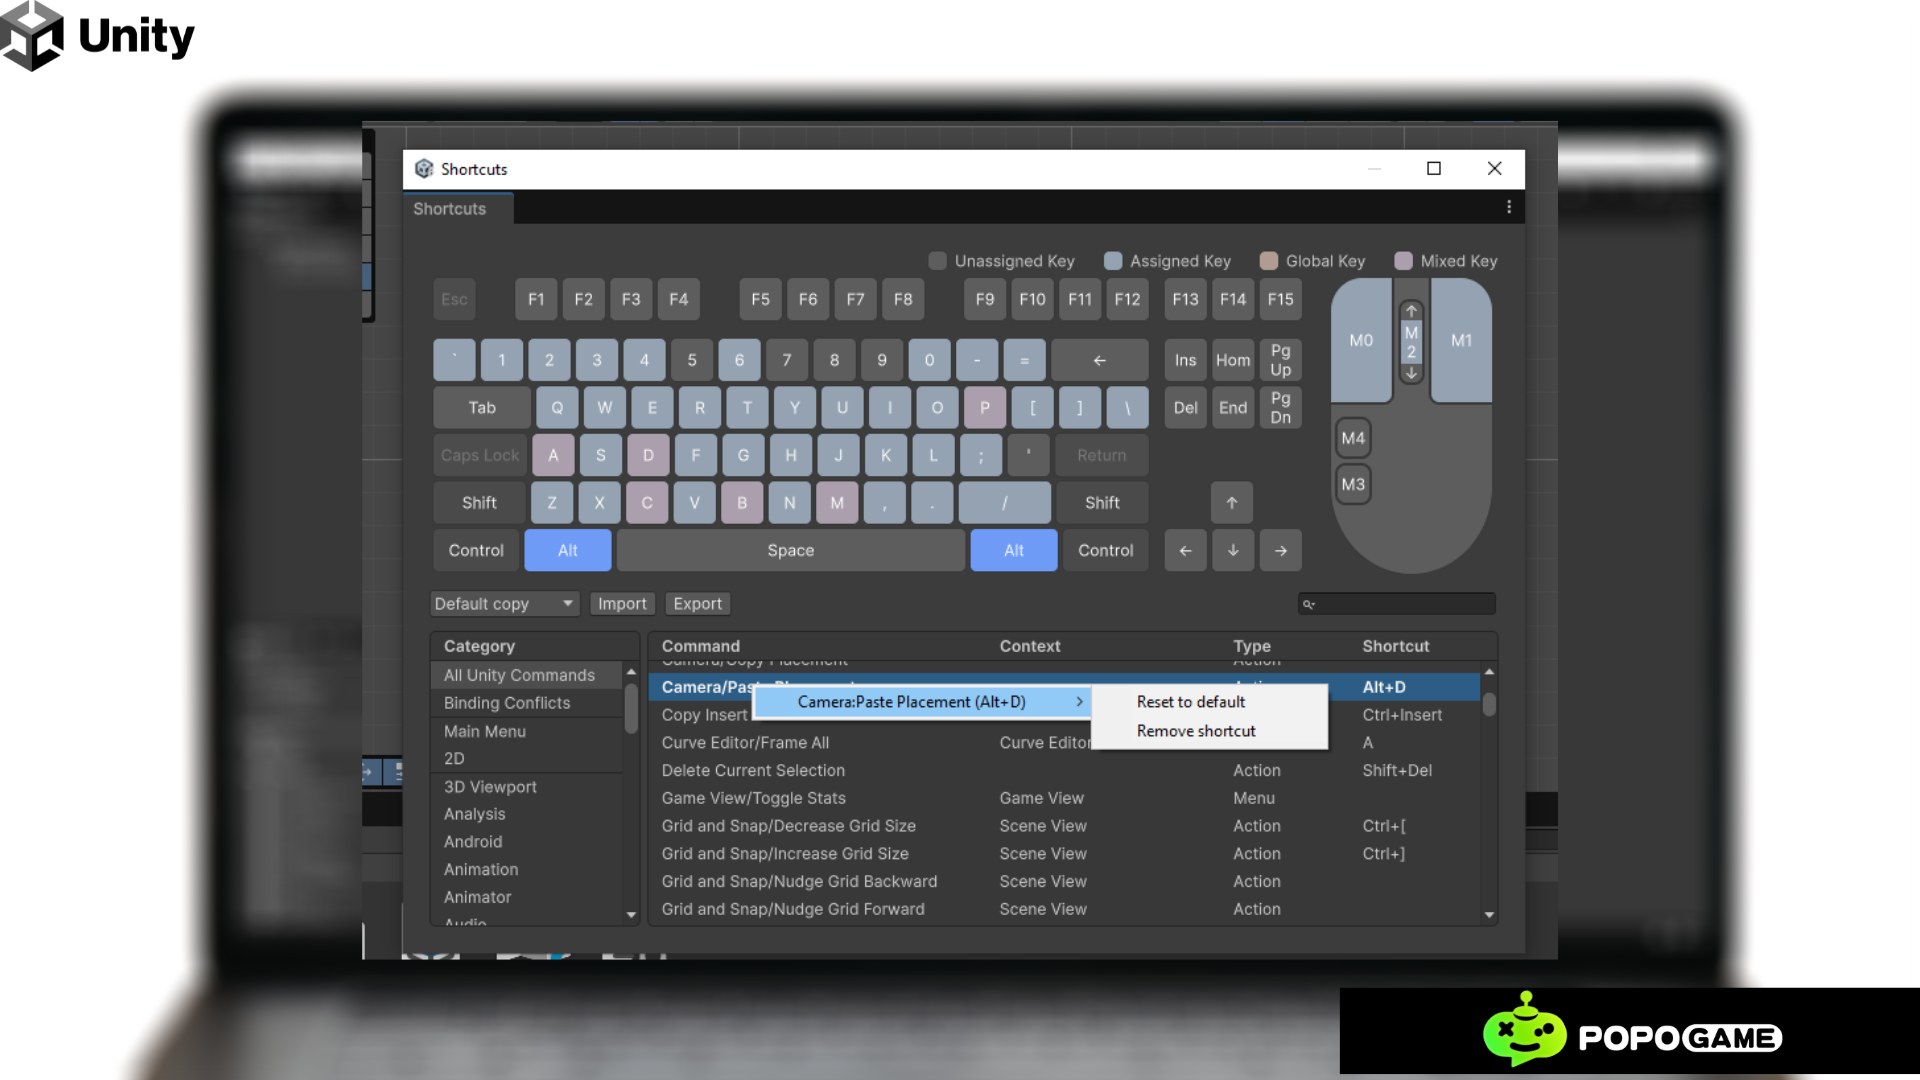 Unity
Shortcuts
Shortcuts
Unassigned Key Assigned Key Global Key Mixed Key
Esc F1 F2 F3 F4 F5 F6 F7 F8 F9 F10 F11 F12 F13 F14 F15
` 1 2 3 4 5 6 7 8 9 0 - = ← Ins Hom Pg Up
Tab Q W E R T Y U I O P [ ] \ Del End Pg Dn
Caps Lock A S D F G H J K L ; ' Return
Shift Z X C V B N M , . / Shift ↑
Control Alt Space Alt Control ← ↓ →
M0 ↑ M 2 ↓ M1
M4
M3
Default copy Import Export
Category
All Unity Commands
Binding Conflicts
Main Menu
2D
3D Viewport
Analysis
Android
Animation
Animator
Audio
Command Context Type Shortcut
Camera/Copy Placement Action
Camera/Paste Alt+D
Camera:Paste Placement (Alt+D) >
Reset to default
Remove shortcut
Copy Insert Ctrl+Insert
Curve Editor/Frame All Curve Editor A
Delete Current Selection Action Shift+Del
Game View/Toggle Stats Game View Menu
Grid and Snap/Decrease Grid Size Scene View Action Ctrl+[
Grid and Snap/Increase Grid Size Scene View Action Ctrl+]
Grid and Snap/Nudge Grid Backward Scene View Action
Grid and Snap/Nudge Grid Forward Scene View Action
POPOGAME